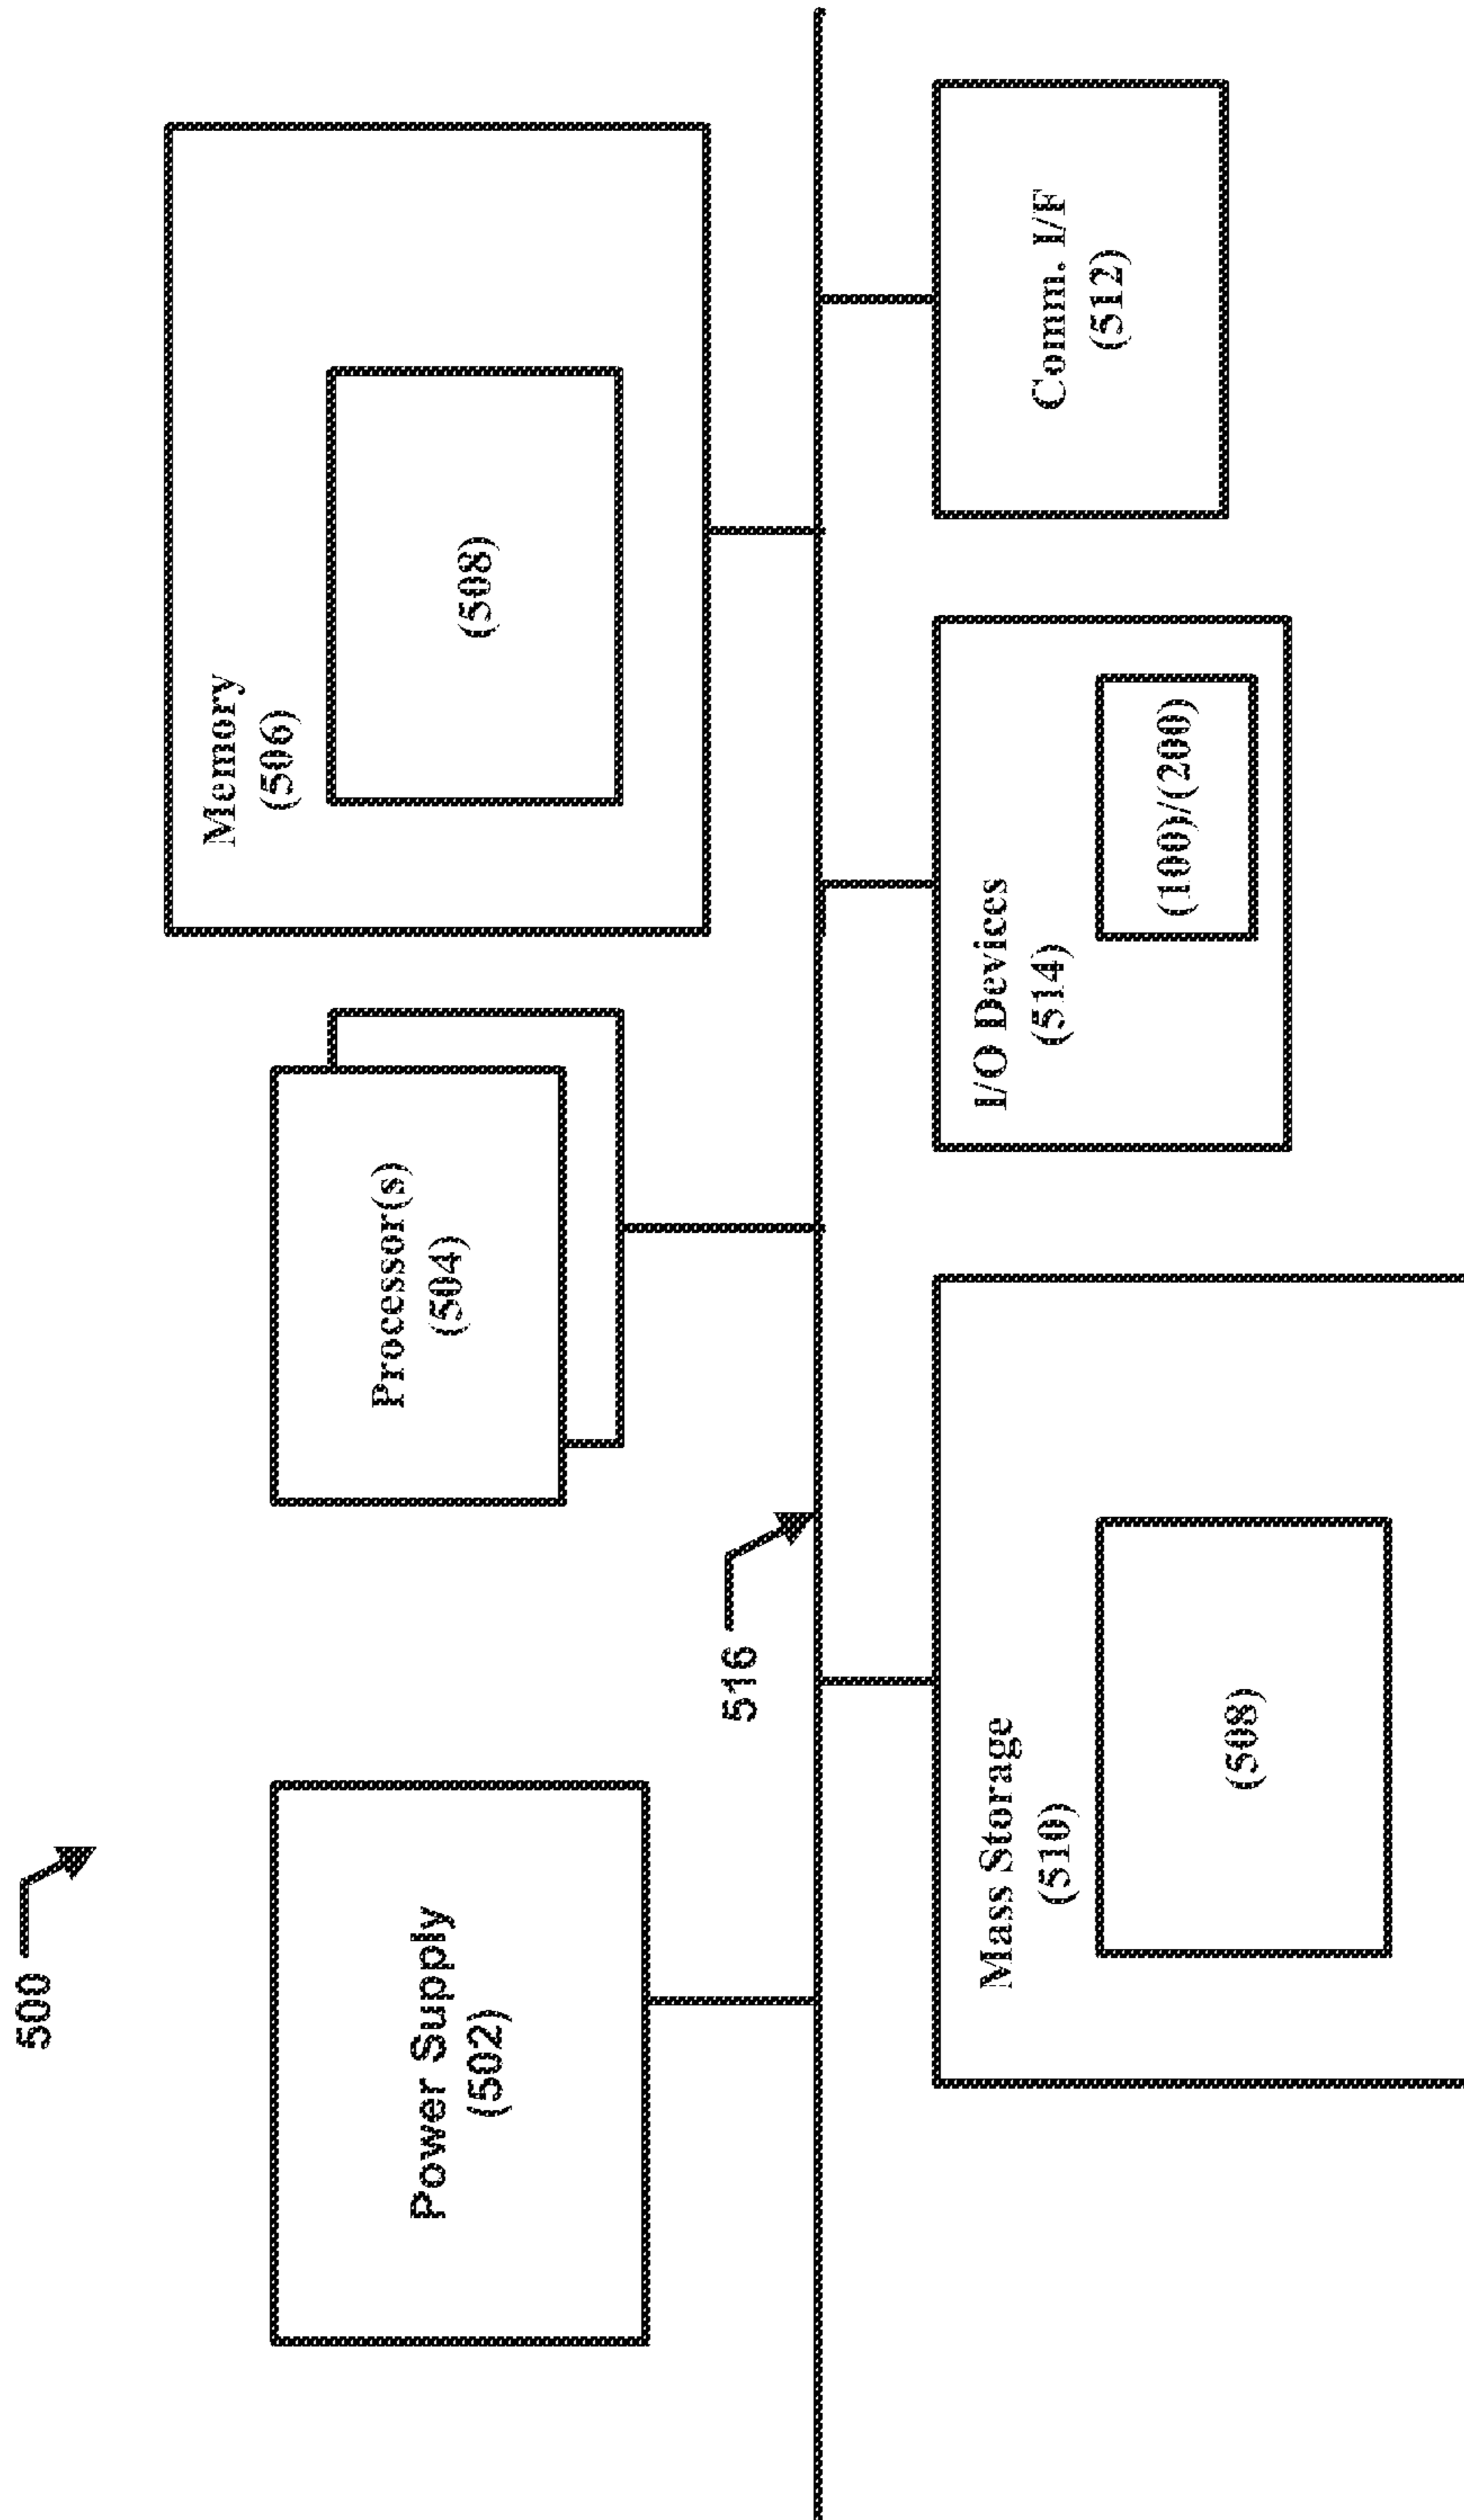 500
Power Supply
(502)
Processor(s)
(504)
Memory
(506)
(508)
516
Mass Storage
(510)
(508)
I/O Devices
(514)
(100)/(200)
Comm. I/F
(512)